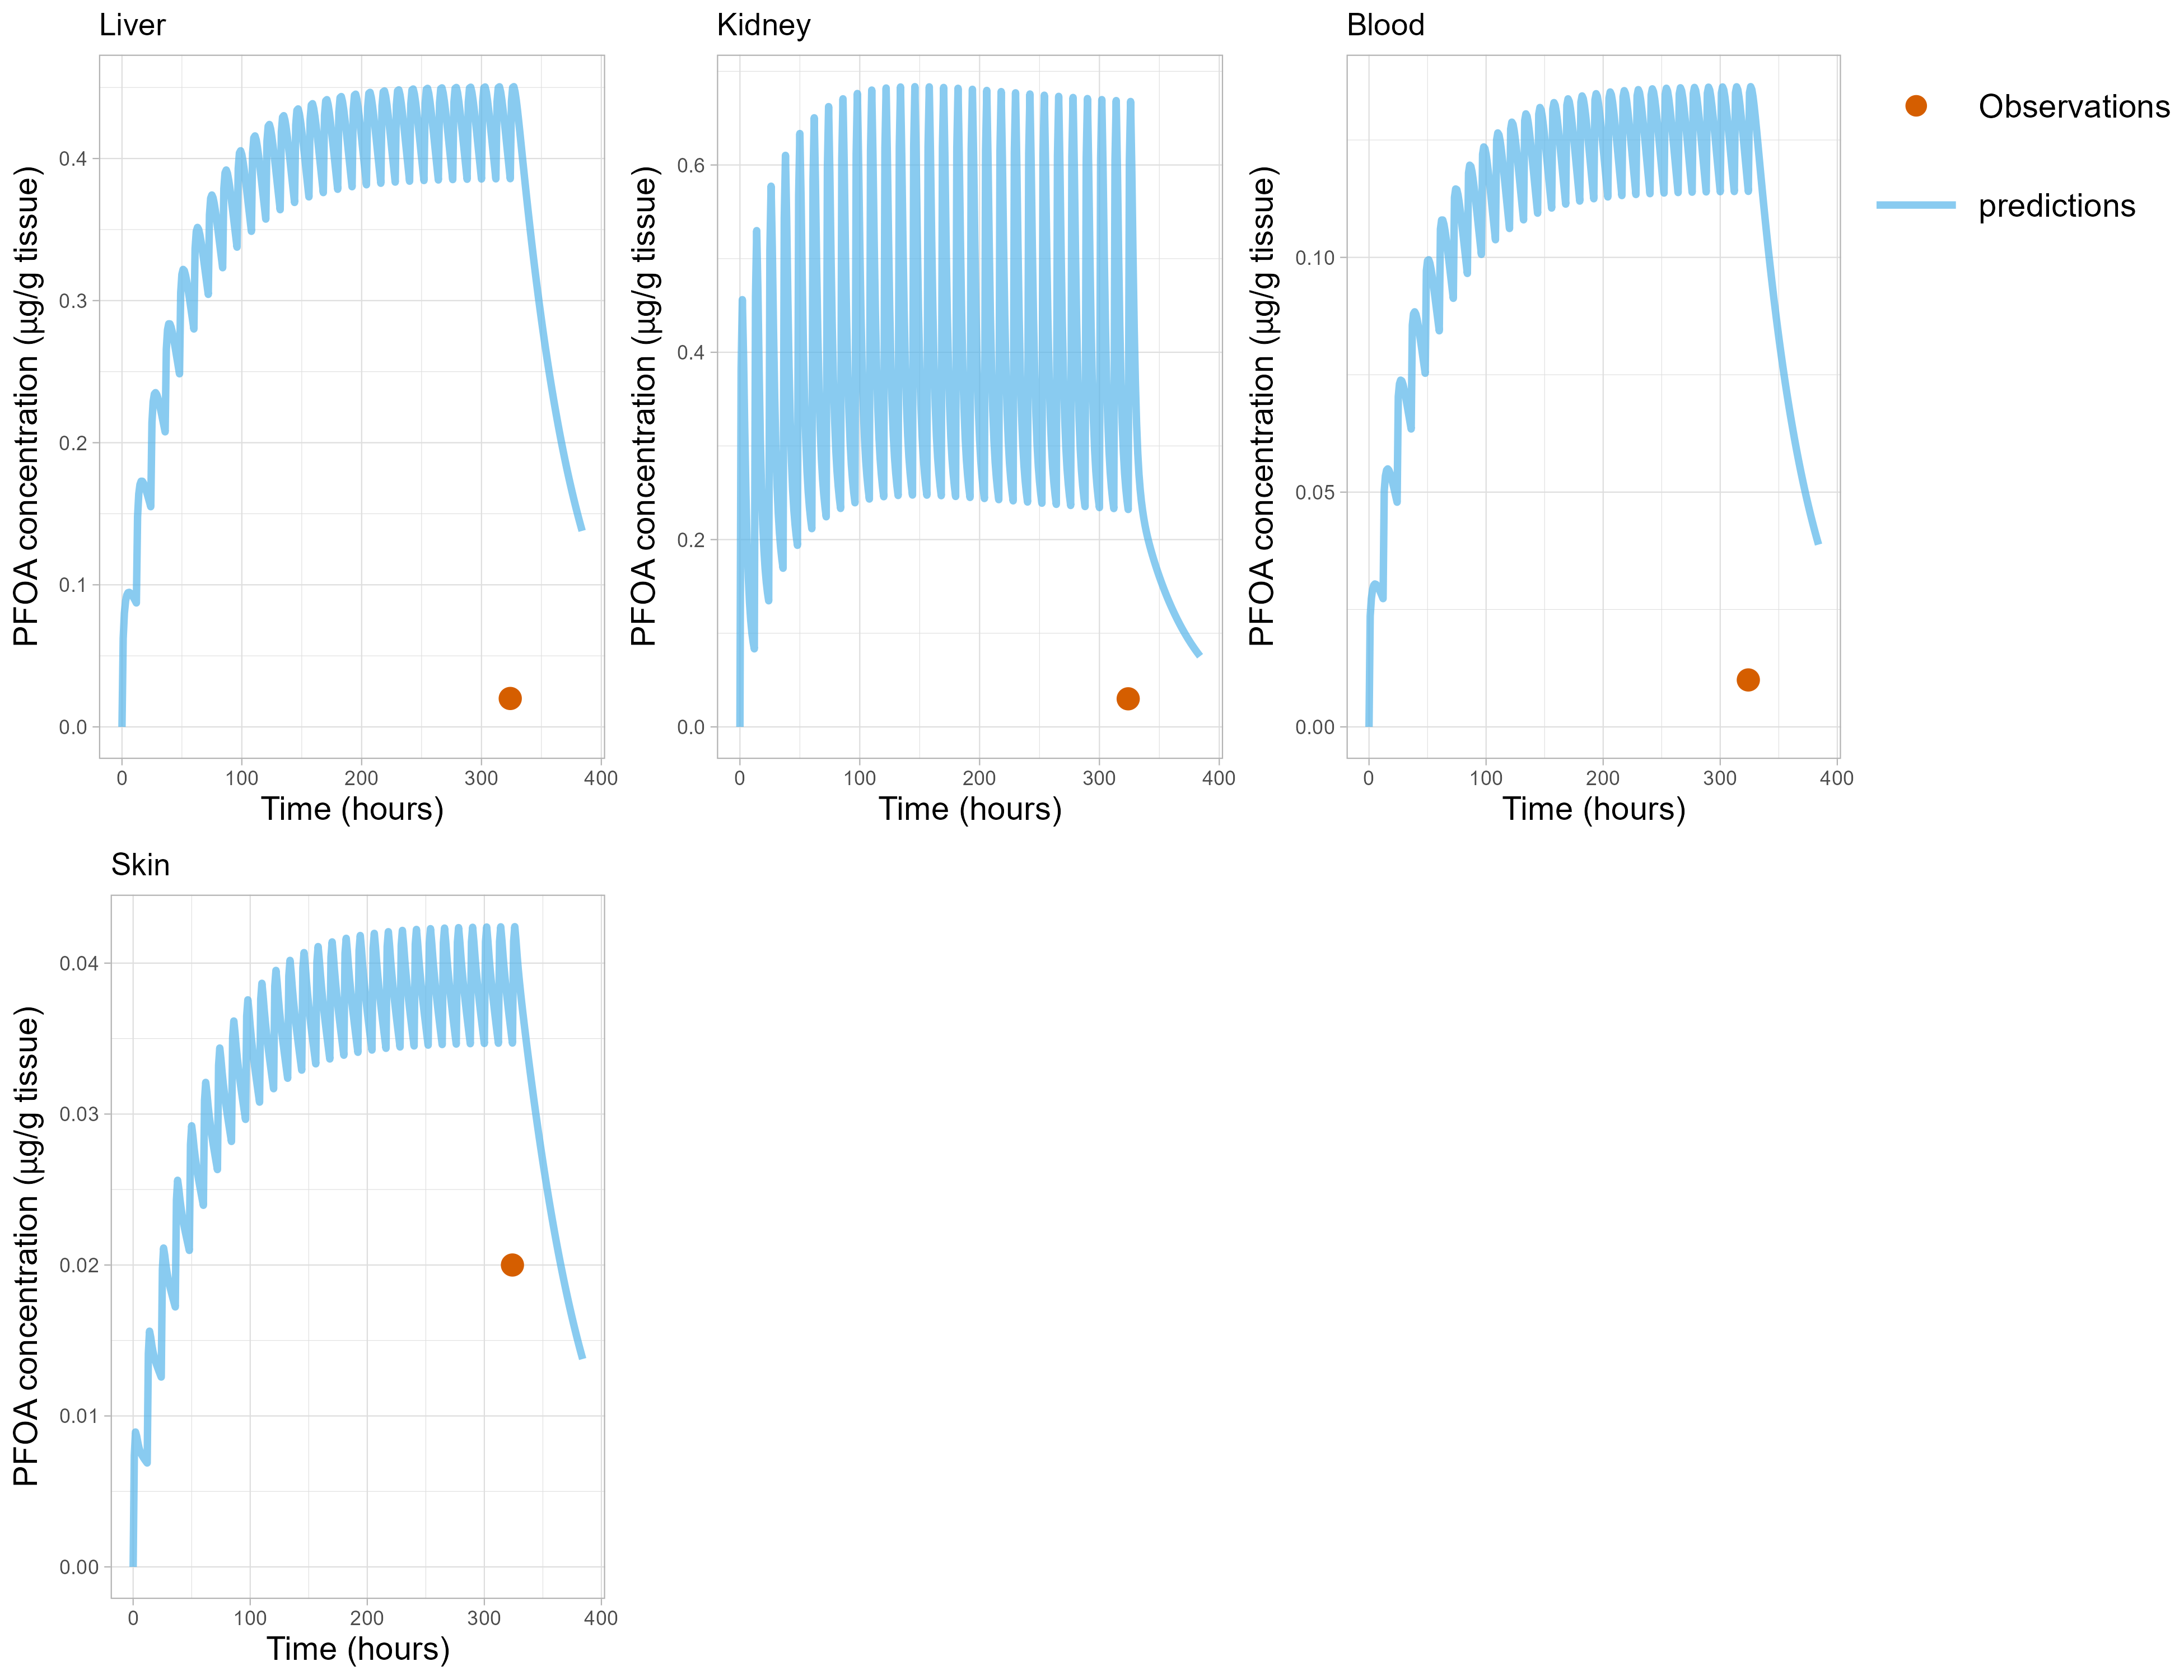 Liver
PFOA concentration (µg/g tissue)
0.4
0.3
0.2
0.1
0.0
0 100 200 300 400
Time (hours)
Kidney
PFOA concentration (µg/g tissue)
0.6
0.4
0.2
0.0
0 100 200 300 400
Time (hours)
Blood
PFOA concentration (µg/g tissue)
0.10
0.05
0.00
0 100 200 300 400
Time (hours)
Observations
predictions
Skin
PFOA concentration (µg/g tissue)
0.04
0.03
0.02
0.01
0.00
0 100 200 300 400
Time (hours)